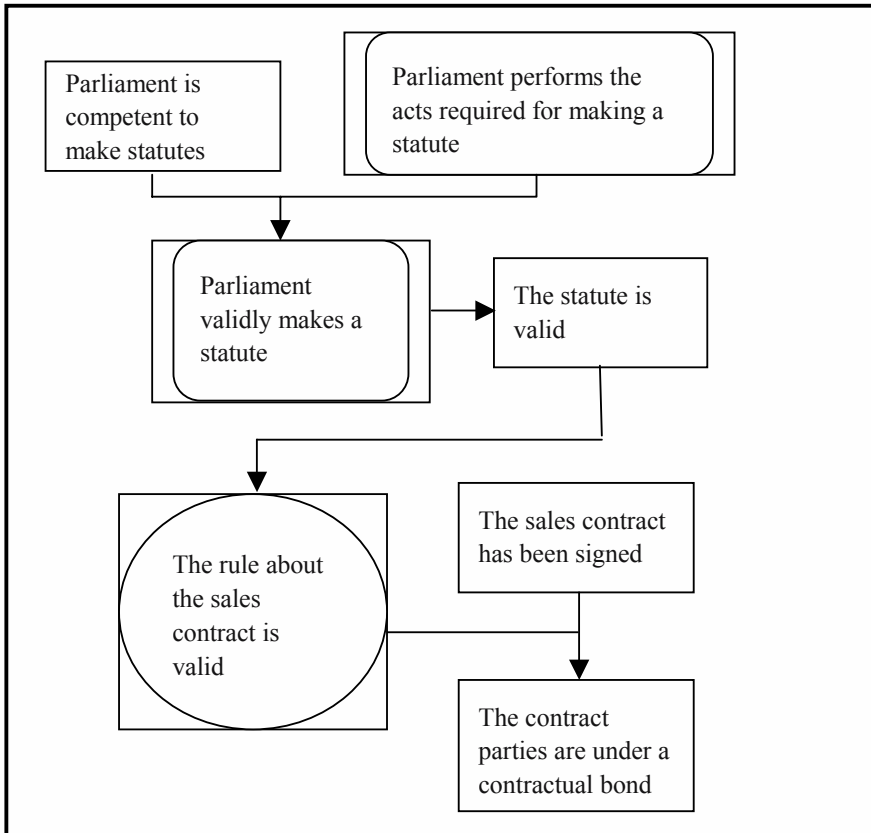 Parliament is
competent to
make statutes
Parliament performs the
acts required for making a
statute
Parliament
validly makes a
statute
The statute is
valid
The rule about
the sales
contract is
valid
The sales contract
has been signed
The contract
parties are under a
contractual bond